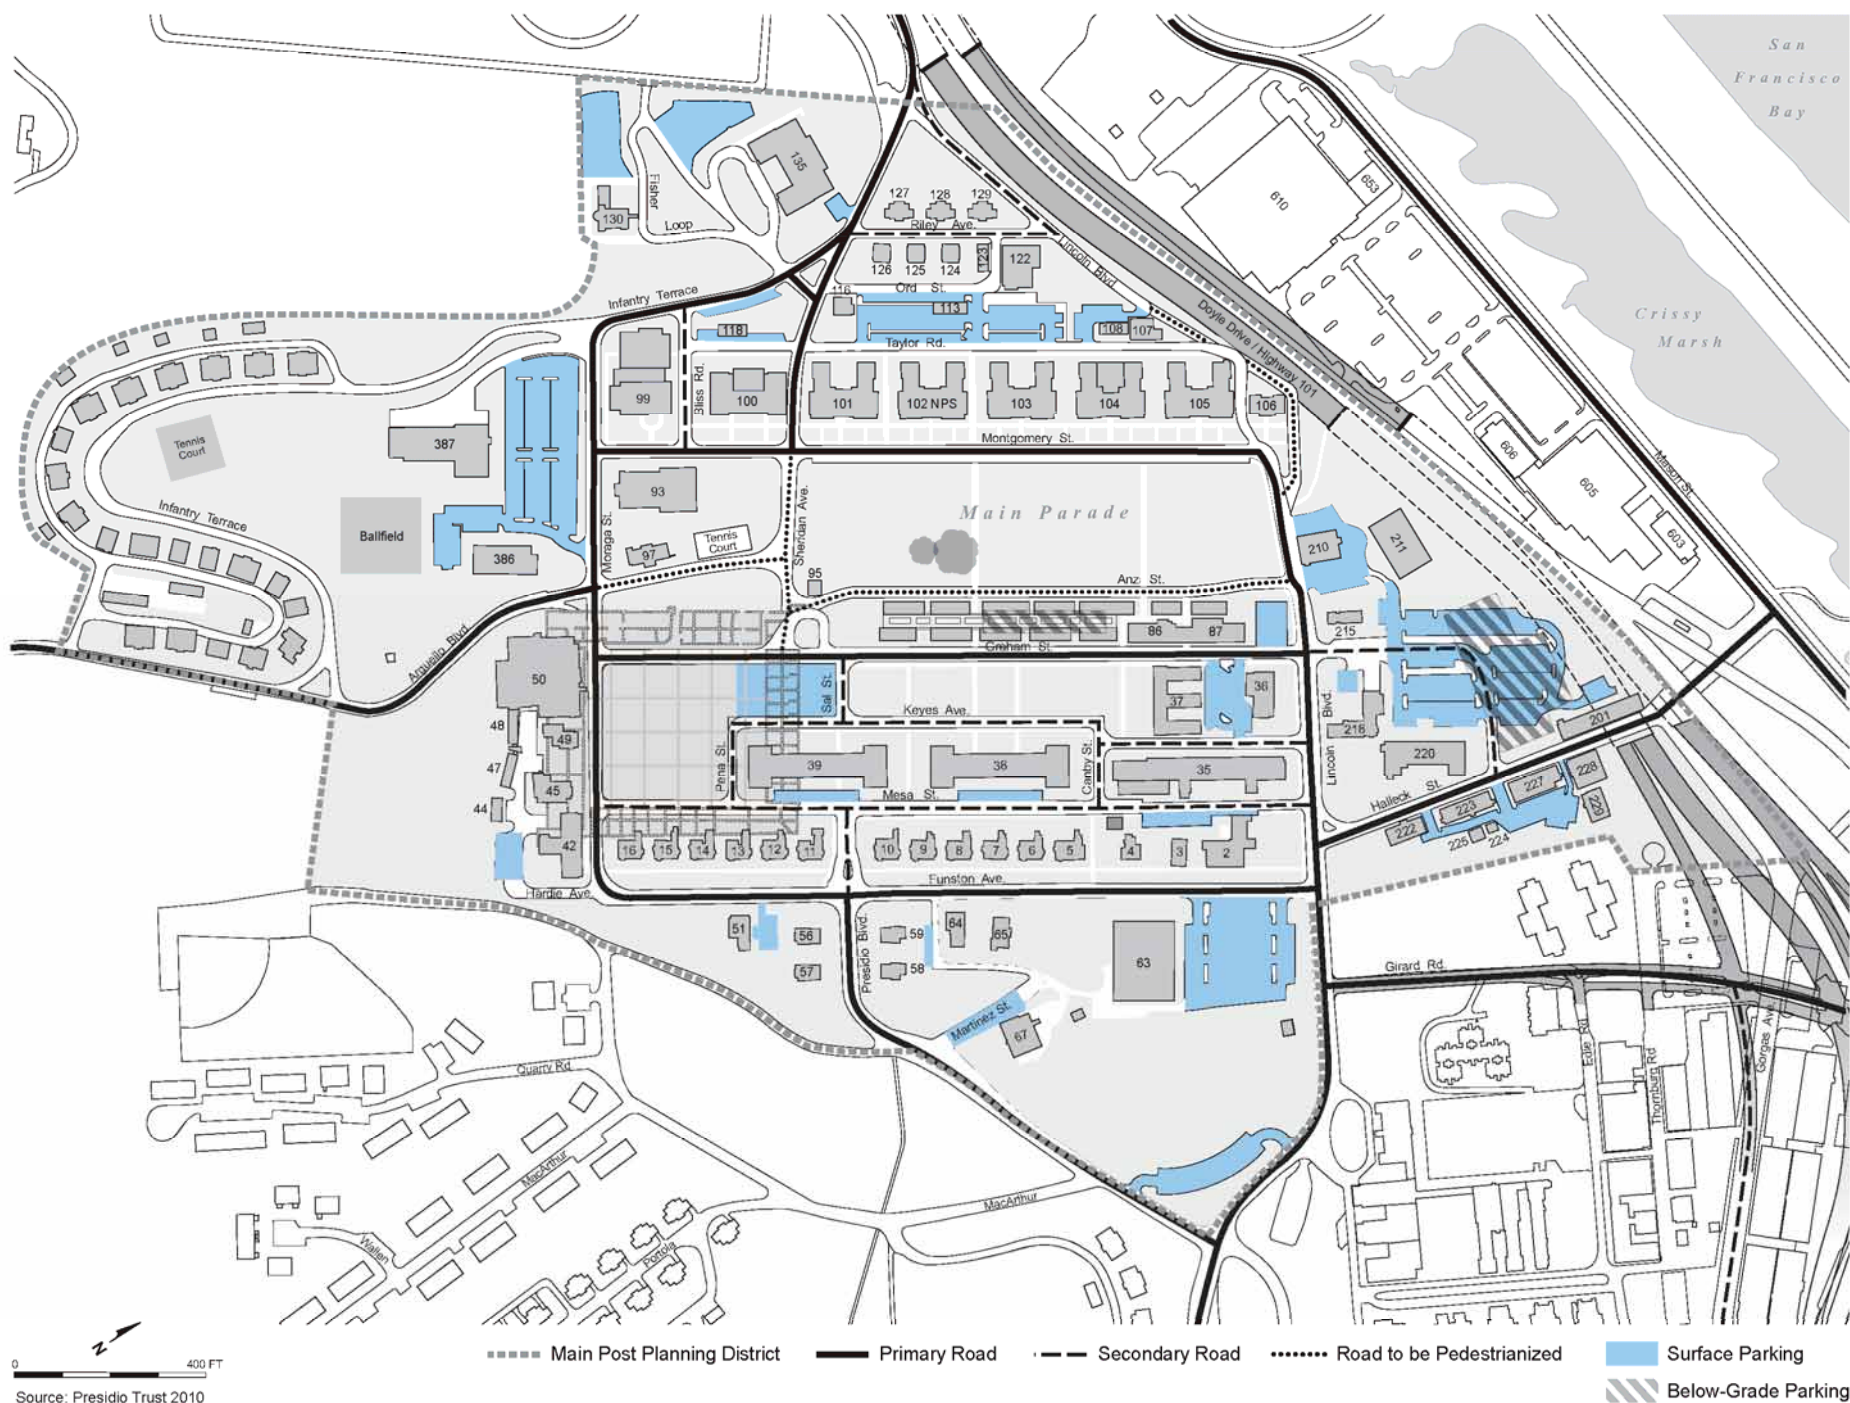 San
Francisco
Bay
Crissy
Marsh
135
130
Fisher
Loop
127
128
129
Riley Ave.
126
125
124
123
122
Lincoln Blvd.
610
653
Infantry Terrace
116
Ord St.
113
118
108
107
Taylor Rd.
Doyle Drive / Highway 101
99
Bliss Rd.
100
101
102 NPS
103
104
105
106
Montgomery St.
387
Tennis
Court
Infantry Terrace
Ballfield
386
93
Moraga St.
97
Tennis
Court
Sheridan Ave.
95
Main Parade
Anza St.
210
211
606
605
603
Mason St.
Arguello Blvd.
86
87
215
Graham St.
50
48
49
47
45
44
42
Sal St.
Keyes Ave.
37
36
Lincoln Blvd.
218
201
220
Pena St.
39
38
Canby St.
35
Mesa St.
Halleck St.
222
223
227
228
229
225
224
16
15
14
13
12
11
10
9
8
7
6
5
4
3
2
Hardie Ave.
Funston Ave.
51
56
57
Presidio Blvd.
59
58
64
65
63
Martinez St.
67
Girard Rd.
Edie Rd
Thornburg Rd
Gorgas Ave
Quarry Rd
MacArthur
MacArthur
Wallen
Portola
N
0 400 FT
Source: Presidio Trust 2010
Main Post Planning District
Primary Road
Secondary Road
Road to be Pedestrianized
Surface Parking
Below-Grade Parking